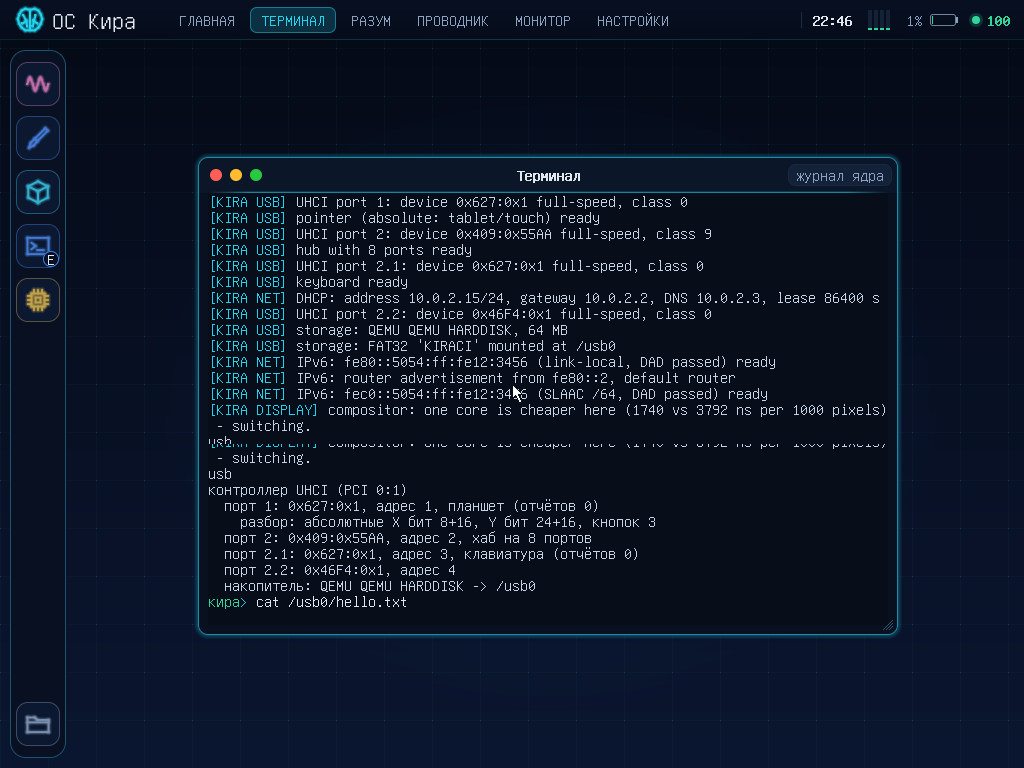 ОС Кира
ГЛАВНАЯ ТЕРМИНАЛ РАЗУМ ПРОВОДНИК МОНИТОР НАСТРОЙКИ
22:46 1% 100
E
Терминал
журнал ядра
[KIRA USB] UHCI port 1: device 0x627:0x1 full-speed, class 0
[KIRA USB] pointer (absolute: tablet/touch) ready
[KIRA USB] UHCI port 2: device 0x409:0x55AA full-speed, class 9
[KIRA USB] hub with 8 ports ready
[KIRA USB] UHCI port 2.1: device 0x627:0x1 full-speed, class 0
[KIRA USB] keyboard ready
[KIRA NET] DHCP: address 10.0.2.15/24, gateway 10.0.2.2, DNS 10.0.2.3, lease 86400 s
[KIRA USB] UHCI port 2.2: device 0x46F4:0x1 full-speed, class 0
[KIRA USB] storage: QEMU QEMU HARDDISK, 64 MB
[KIRA USB] storage: FAT32 'KIRACI' mounted at /usb0
[KIRA NET] IPv6: fe80::5054:ff:fe12:3456 (link-local, DAD passed) ready
[KIRA NET] IPv6: router advertisement from fe80::2, default router
[KIRA NET] IPv6: fec0::5054:ff:fe12:3456 (SLAAC /64, DAD passed) ready
[KIRA DISPLAY] compositor: one core is cheaper here (1740 vs 3792 ns per 1000 pixels)
- switching.
- switching.
usb
контроллер UHCI (PCI 0:1)
порт 1: 0x627:0x1, адрес 1, планшет (отчётов 0)
разбор: абсолютные X бит 8+16, Y бит 24+16, кнопок 3
порт 2: 0x409:0x55AA, адрес 2, хаб на 8 портов
порт 2.1: 0x627:0x1, адрес 3, клавиатура (отчётов 0)
порт 2.2: 0x46F4:0x1, адрес 4
накопитель: QEMU QEMU HARDDISK -> /usb0
кира> cat /usb0/hello.txt